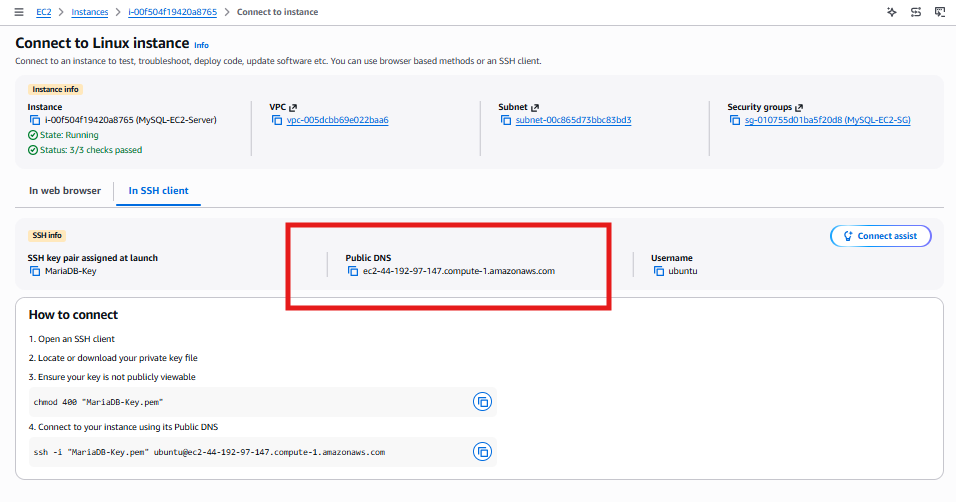 EC2 > Instances > i-00f504f19420a8765 > Connect to instance
Connect to Linux instance Info
Connect to an instance to test, troubleshoot, deploy code, update software etc. You can use browser based methods or an SSH client.
Instance info
Instance
i-00f504f19420a8765 (MySQL-EC2-Server)
State: Running
Status: 3/3 checks passed
VPC
vpc-005dcbb69e022baa6
Subnet
subnet-00c865d73bbc83bd3
Security groups
sg-010755d01ba5f20d8 (MySQL-EC2-SG)
In web browser
In SSH client
SSH info
Connect assist
SSH key pair assigned at launch
MariaDB-Key
Public DNS
ec2-44-192-97-147.compute-1.amazonaws.com
Username
ubuntu
How to connect
1. Open an SSH client
2. Locate or download your private key file
3. Ensure your key is not publicly viewable
chmod 400 "MariaDB-Key.pem"
4. Connect to your instance using its Public DNS
ssh -i "MariaDB-Key.pem" ubuntu@ec2-44-192-97-147.compute-1.amazonaws.com